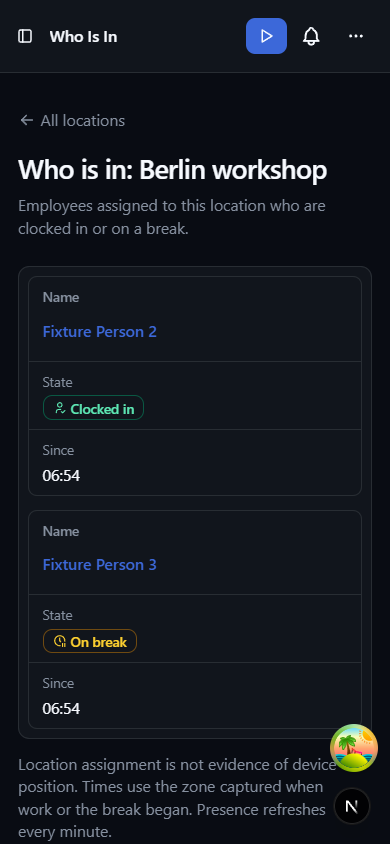 Who Is In
← All locations
Who is in: Berlin workshop
Employees assigned to this location who are
clocked in or on a break.
Name
Fixture Person 2
State
Clocked in
Since
06:54
Name
Fixture Person 3
State
On break
Since
06:54
Location assignment is not evidence of device
position. Times use the zone captured when
work or the break began. Presence refreshes
every minute.
N